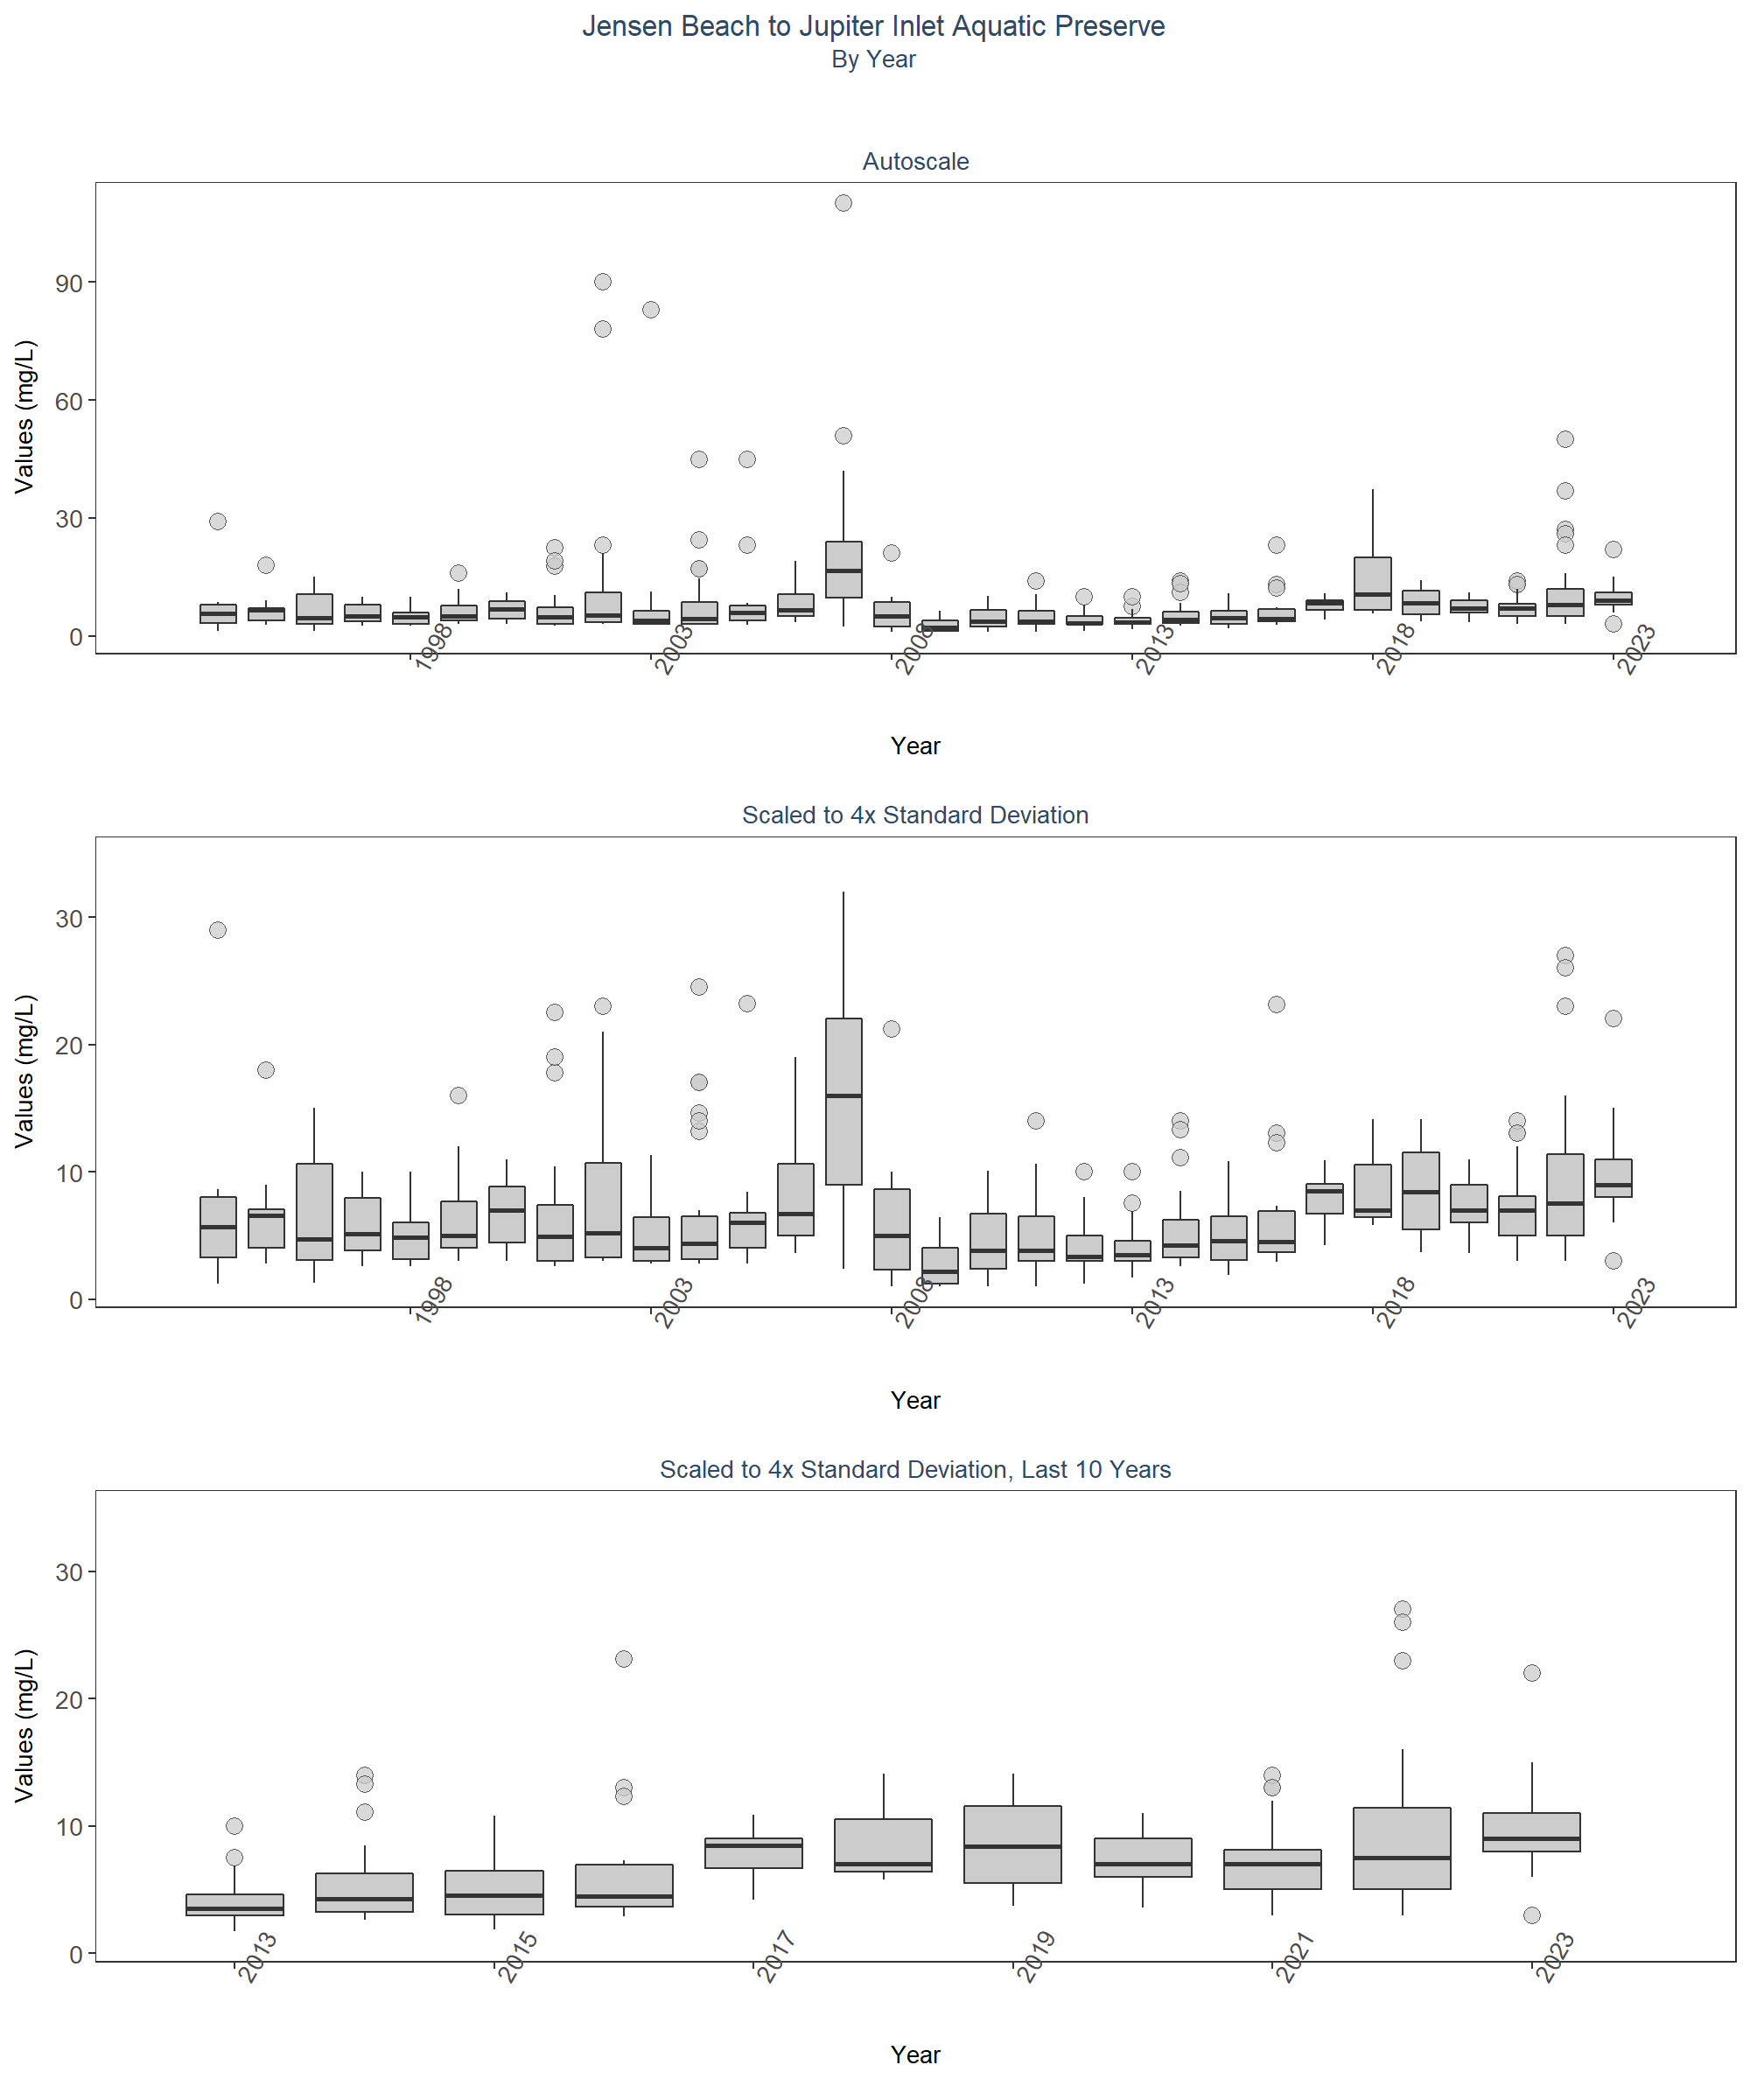 Jensen Beach to Jupiter Inlet Aquatic Preserve
By Year
Autoscale
Values (mg/L)
90
60
30
0
1998 2003 2008 2013 2018 2023
Year
Scaled to 4x Standard Deviation
Values (mg/L)
30
20
10
0
1998 2003 2008 2013 2018 2023
Year
Scaled to 4x Standard Deviation, Last 10 Years
Values (mg/L)
30
20
10
0
2013 2015 2017 2019 2021 2023
Year